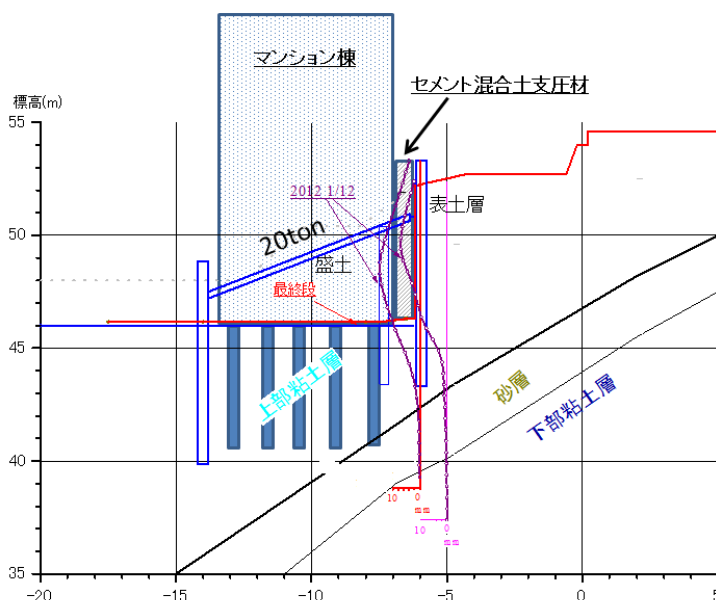 マンション棟
セメント混合土支圧材
標高(m)
55
2012 1/12
表土層
50
20ton
盛土
最終段
45
上部粘土層
砂層
下部粘土層
40
10 0
mm
10 0
mm
35
-20 -15 -10 -5 0 5